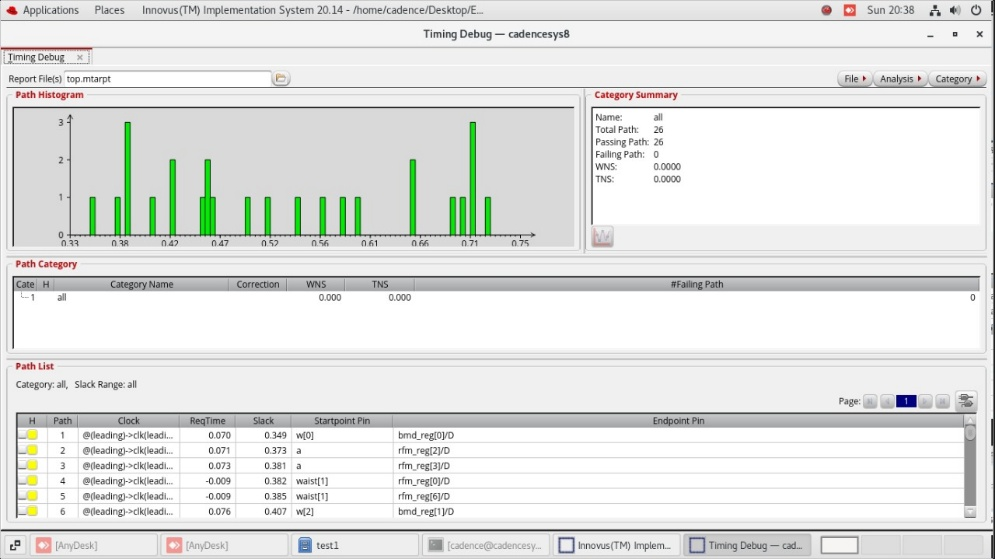 Applications Places Innovus(TM) Implementation System 20.14 - /home/cadence/Desktop/E... Sun 20:38
Timing Debug — cadencesys8
Timing Debug ×
Report File(s) top.mtarpt File Analysis Category
Path Histogram
3
2
1
0
0.33 0.38 0.42 0.47 0.52 0.56 0.61 0.66 0.71 0.75
Category Summary
Name: all
Total Path: 26
Passing Path: 26
Failing Path: 0
WNS: 0.0000
TNS: 0.0000
Path Category
Cate H Category Name Correction WNS TNS #Failing Path
1 all 0.000 0.000 0
Path List
Category: all, Slack Range: all
Page: 1
H Path Clock ReqTime Slack Startpoint Pin Endpoint Pin
1 @(leading)->clk(leadi... 0.070 0.349 w[0] bmd_reg[0]/D
2 @(leading)->clk(leadi... 0.071 0.373 a rfm_reg[2]/D
3 @(leading)->clk(leadi... 0.073 0.381 a rfm_reg[3]/D
4 @(leading)->clk(leadi... -0.009 0.382 waist[1] rfm_reg[0]/D
5 @(leading)->clk(leadi... -0.009 0.385 waist[1] rfm_reg[6]/D
6 @(leading)->clk(leadi... 0.076 0.407 w[2] bmd_reg[1]/D
[AnyDesk] [AnyDesk] test1 [cadence@cadencesy... Innovus(TM) Implem... Timing Debug — cad...